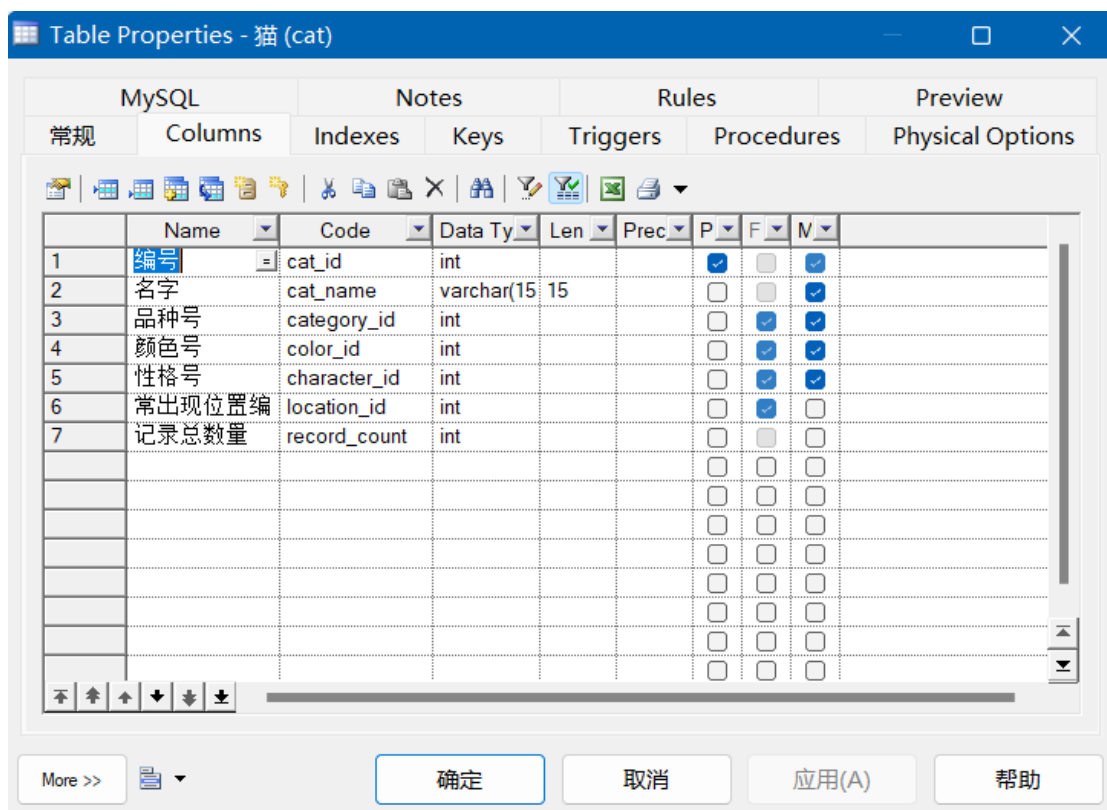 Table Properties - 猫 (cat)
MySQL Notes Rules Preview
常规 Columns Indexes Keys Triggers Procedures Physical Options
Name Code Data Ty Len Prec P F M
1 编号 = cat_id int
2 名字 cat_name varchar(15 15
3 品种号 category_id int
4 颜色号 color_id int
5 性格号 character_id int
6 常出现位置编 location_id int
7 记录总数量 record_count int
More >> 确定 取消 应用(A) 帮助